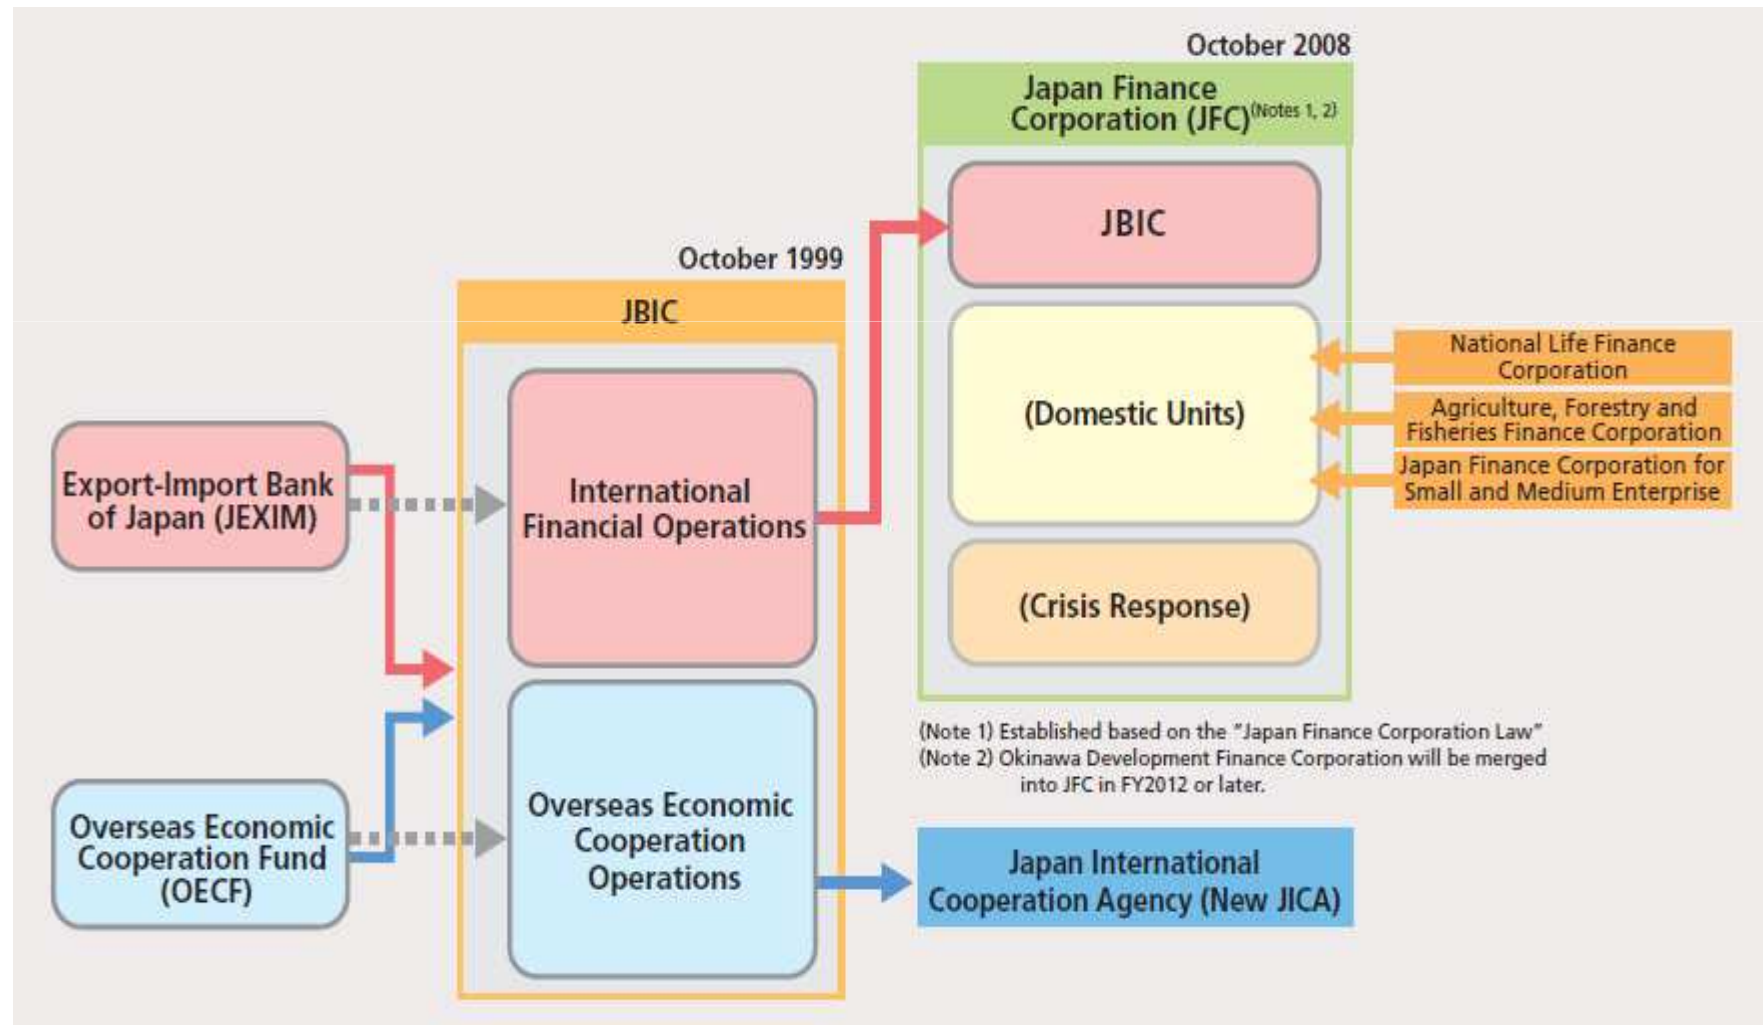 October 2008
Japan Finance
Corporation (JFC)(Notes 1, 2)
JBIC
October 1999
JBIC
(Domestic Units)
National Life Finance
Corporation
Agriculture, Forestry and
Fisheries Finance Corporation
Japan Finance Corporation for
Small and Medium Enterprise
Export-Import Bank
of Japan (JEXIM)
International
Financial Operations
(Crisis Response)
(Note 1) Established based on the "Japan Finance Corporation Law"
(Note 2) Okinawa Development Finance Corporation will be merged
into JFC in FY2012 or later.
Overseas Economic
Cooperation Fund
(OECF)
Overseas Economic
Cooperation
Operations
Japan International
Cooperation Agency (New JICA)